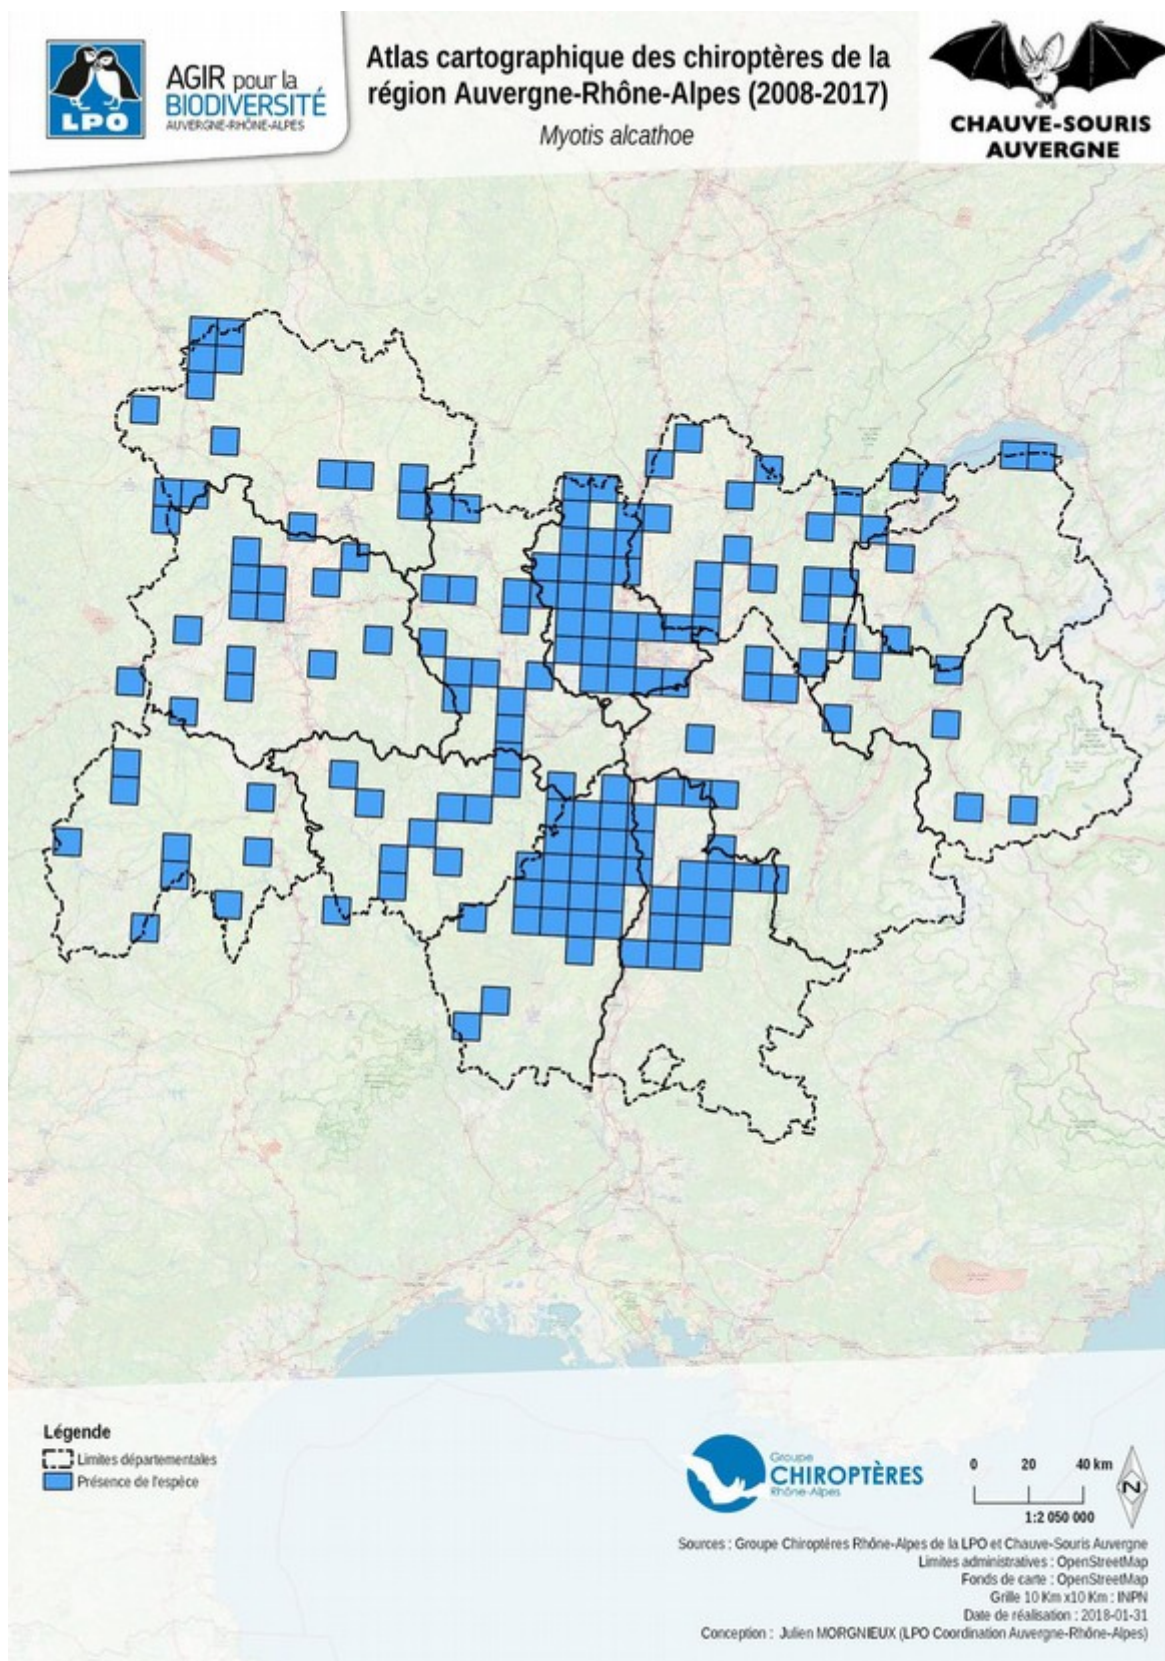 LPO
AGIR pour la
BIODIVERSITÉ
AUVERGNE-RHÔNE-ALPES
Atlas cartographique des chiroptères de la
région Auvergne-Rhône-Alpes (2008-2017)
Myotis alcathoe
CHAUVE-SOURIS
AUVERGNE
Légende
Limites départementales
Présence de l'espèce
Groupe
CHIROPTÈRES
Rhône-Alpes
0 20 40 km
1:2 050 000
N
Sources : Groupe Chiroptères Rhône-Alpes de la LPO et Chauve-Souris Auvergne
Limites administratives : OpenStreetMap
Fonds de carte : OpenStreetMap
Grille 10 Km x10 Km : INPN
Date de réalisation : 2018-01-31
Conception : Julien MORGNIEUX (LPO Coordination Auvergne-Rhône-Alpes)